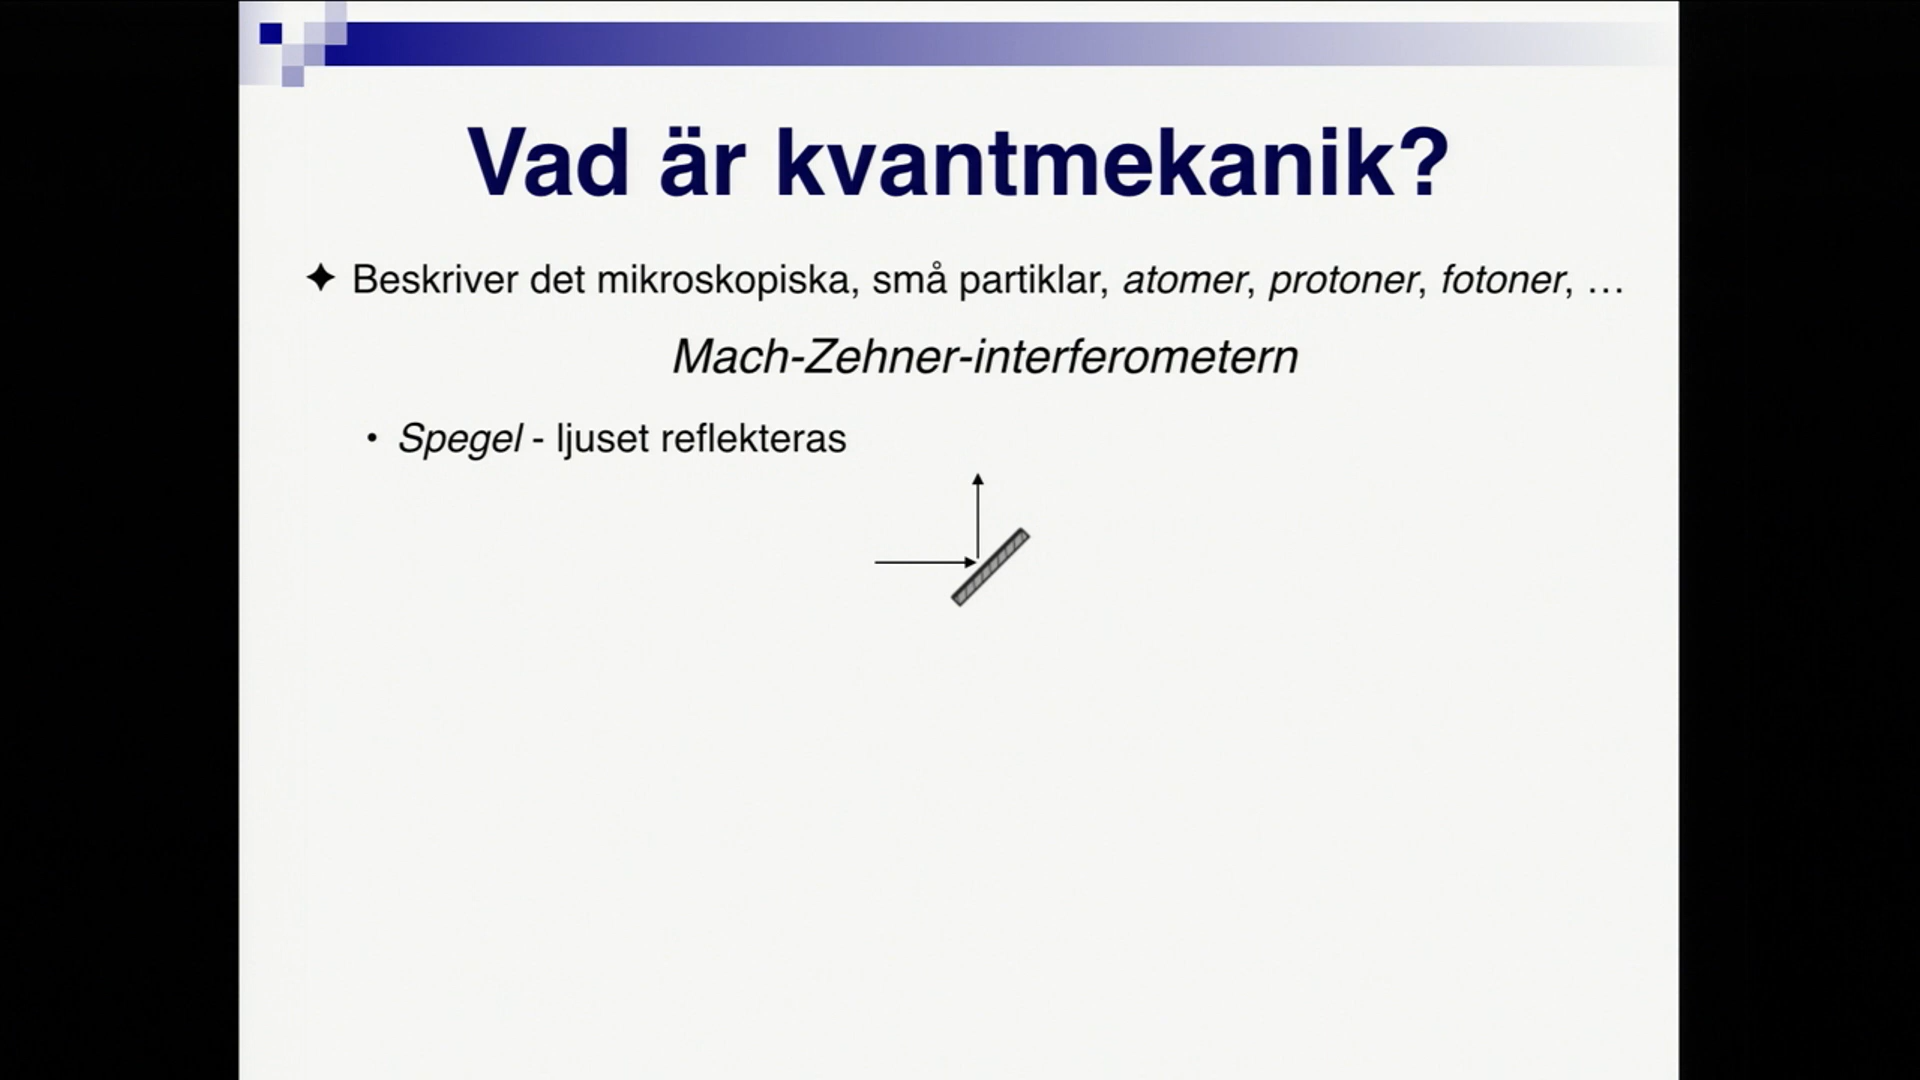 Vad är kvantmekanik?
✦ Beskriver det mikroskopiska, små partiklar, atomer, protoner, fotoner, …
Mach-Zehner-interferometern
• Spegel - ljuset reflekteras